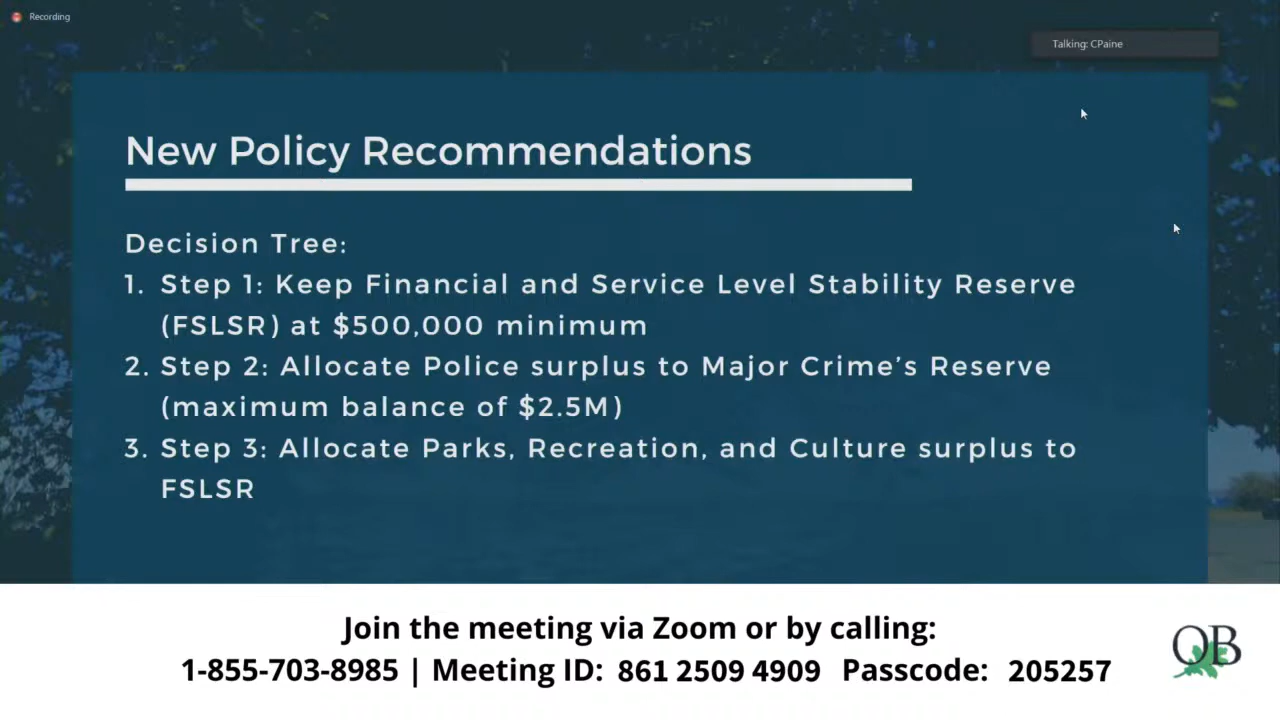 Recording
Talking: CPaine
New Policy Recommendations
Decision Tree:
1. Step 1: Keep Financial and Service Level Stability Reserve
(FSLSR) at $500,000 minimum
2. Step 2: Allocate Police surplus to Major Crime's Reserve
(maximum balance of $2.5M)
3. Step 3: Allocate Parks, Recreation, and Culture surplus to
FSLSR
Join the meeting via Zoom or by calling:
1-855-703-8985 | Meeting ID: 861 2509 4909 Passcode: 205257
QB